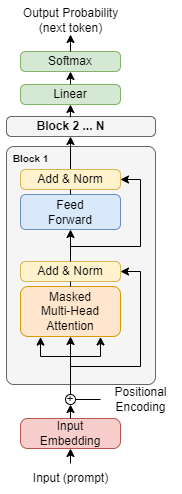 Output Probability
(next token)
Softmax
Linear
Block 2 ... N
Block 1
Add & Norm
Feed
Forward
Add & Norm
Masked
Multi-Head
Attention
Positional
Encoding
Input
Embedding
Input (prompt)